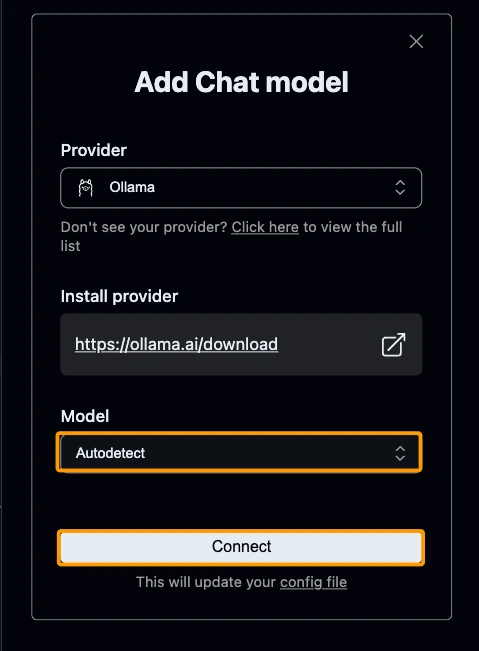 Add Chat model
Provider
Ollama
Don't see your provider? Click here to view the full
list
Install provider
https://ollama.ai/download
Model
Autodetect
Connect
This will update your config file